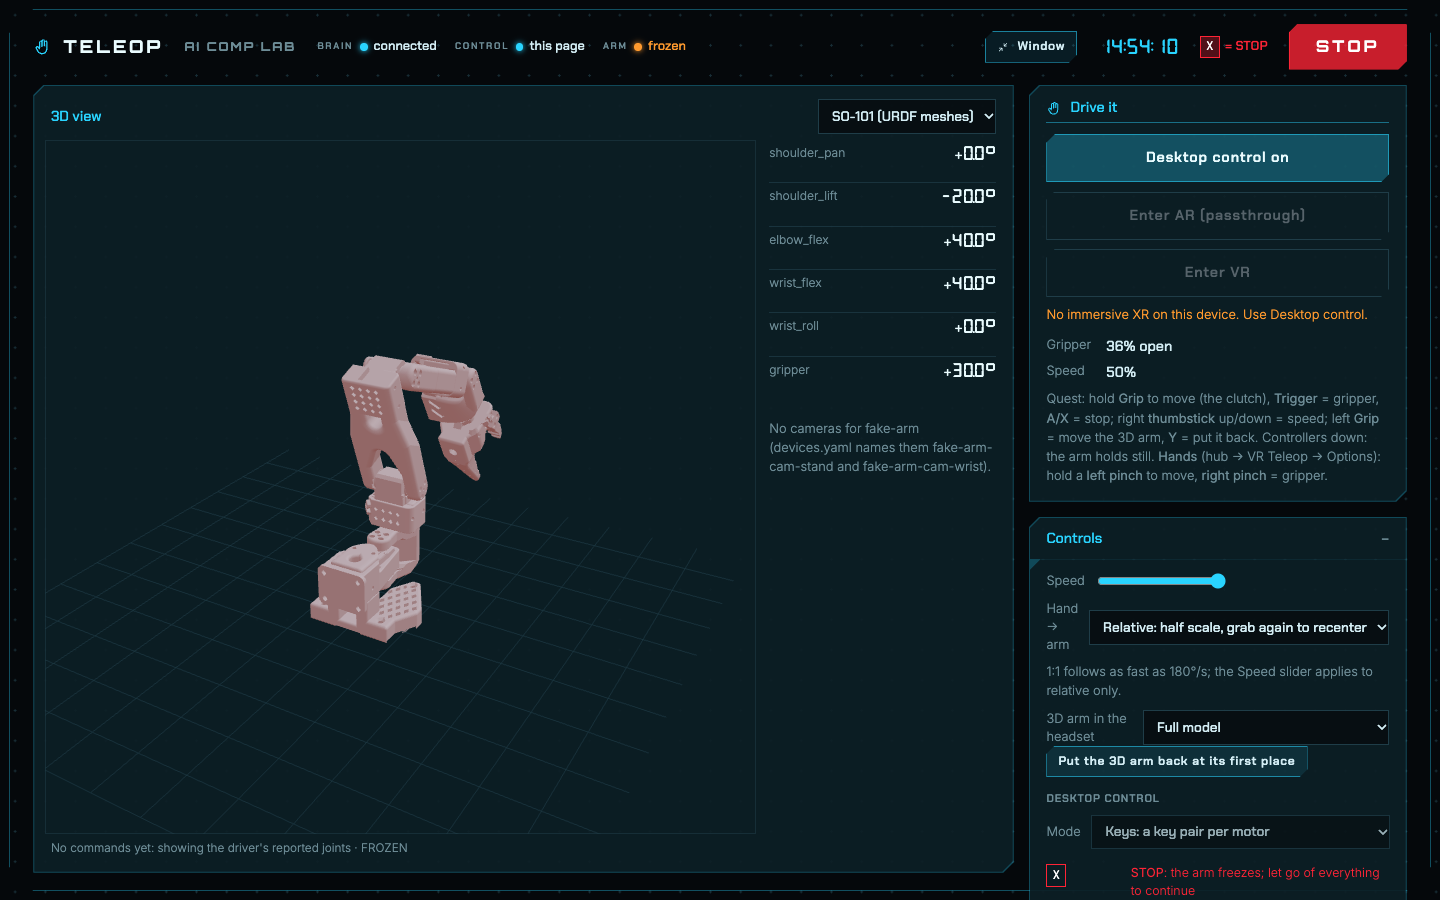 TELEOP
AI COMP LAB
BRAIN connected
CONTROL this page
ARM frozen
Window
14:54:10
X = STOP
STOP
3D view
SO-101 (URDF meshes)
shoulder_pan +0.0°
shoulder_lift -20.0°
elbow_flex +40.0°
wrist_flex +40.0°
wrist_roll +0.0°
gripper +30.0°
No cameras for fake-arm
(devices.yaml names them fake-arm-
cam-stand and fake-arm-cam-wrist).
No commands yet: showing the driver's reported joints · FROZEN
Drive it
Desktop control on
Enter AR (passthrough)
Enter VR
No immersive XR on this device. Use Desktop control.
Gripper 36% open
Speed 50%
Quest: hold Grip to move (the clutch), Trigger = gripper,
A/X = stop; right thumbstick up/down = speed; left Grip
= move the 3D arm, Y = put it back. Controllers down:
the arm holds still. Hands (hub → VR Teleop → Options):
hold a left pinch to move, right pinch = gripper.
Controls –
Speed
Hand
→
arm
Relative: half scale, grab again to recenter
1:1 follows as fast as 180°/s; the Speed slider applies to
relative only.
3D arm in the
headset
Full model
Put the 3D arm back at its first place
DESKTOP CONTROL
Mode Keys: a key pair per motor
X STOP: the arm freezes; let go of everything
to continue